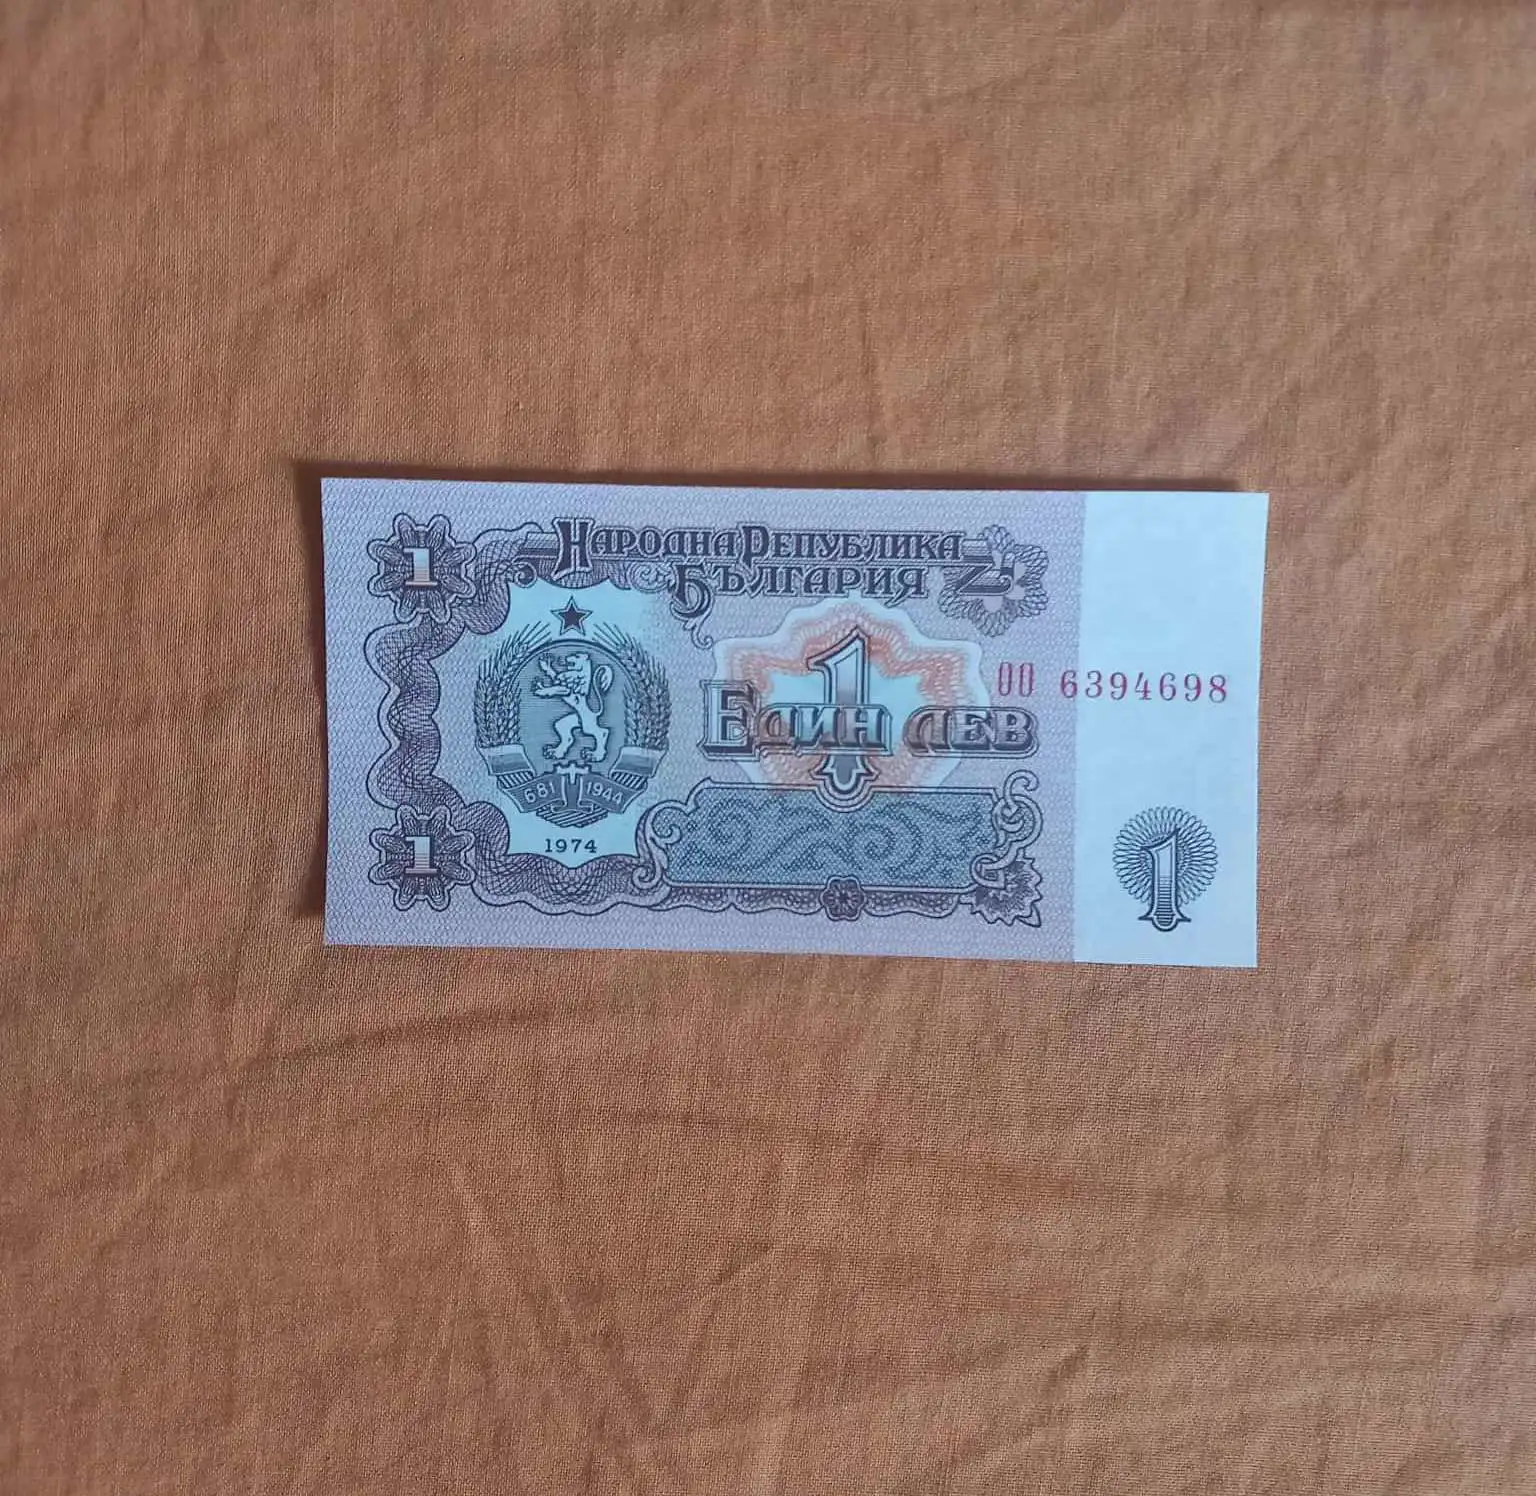 1
НАРОДНА РЕПУБЛИКА
БЪЛГАРИЯ
1
ЕДИН ЛЕВ
ОО 6394698
681 1944
1974
1
1